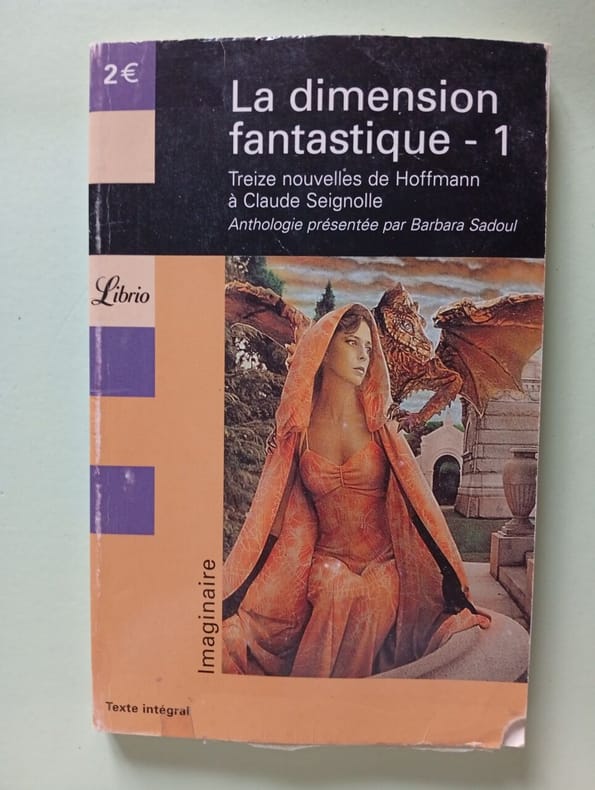 2€
La dimension
fantastique - 1
Treize nouvelles de Hoffmann
à Claude Seignolle
Anthologie présentée par Barbara Sadoul
Librio
Imaginaire
Texte intégral